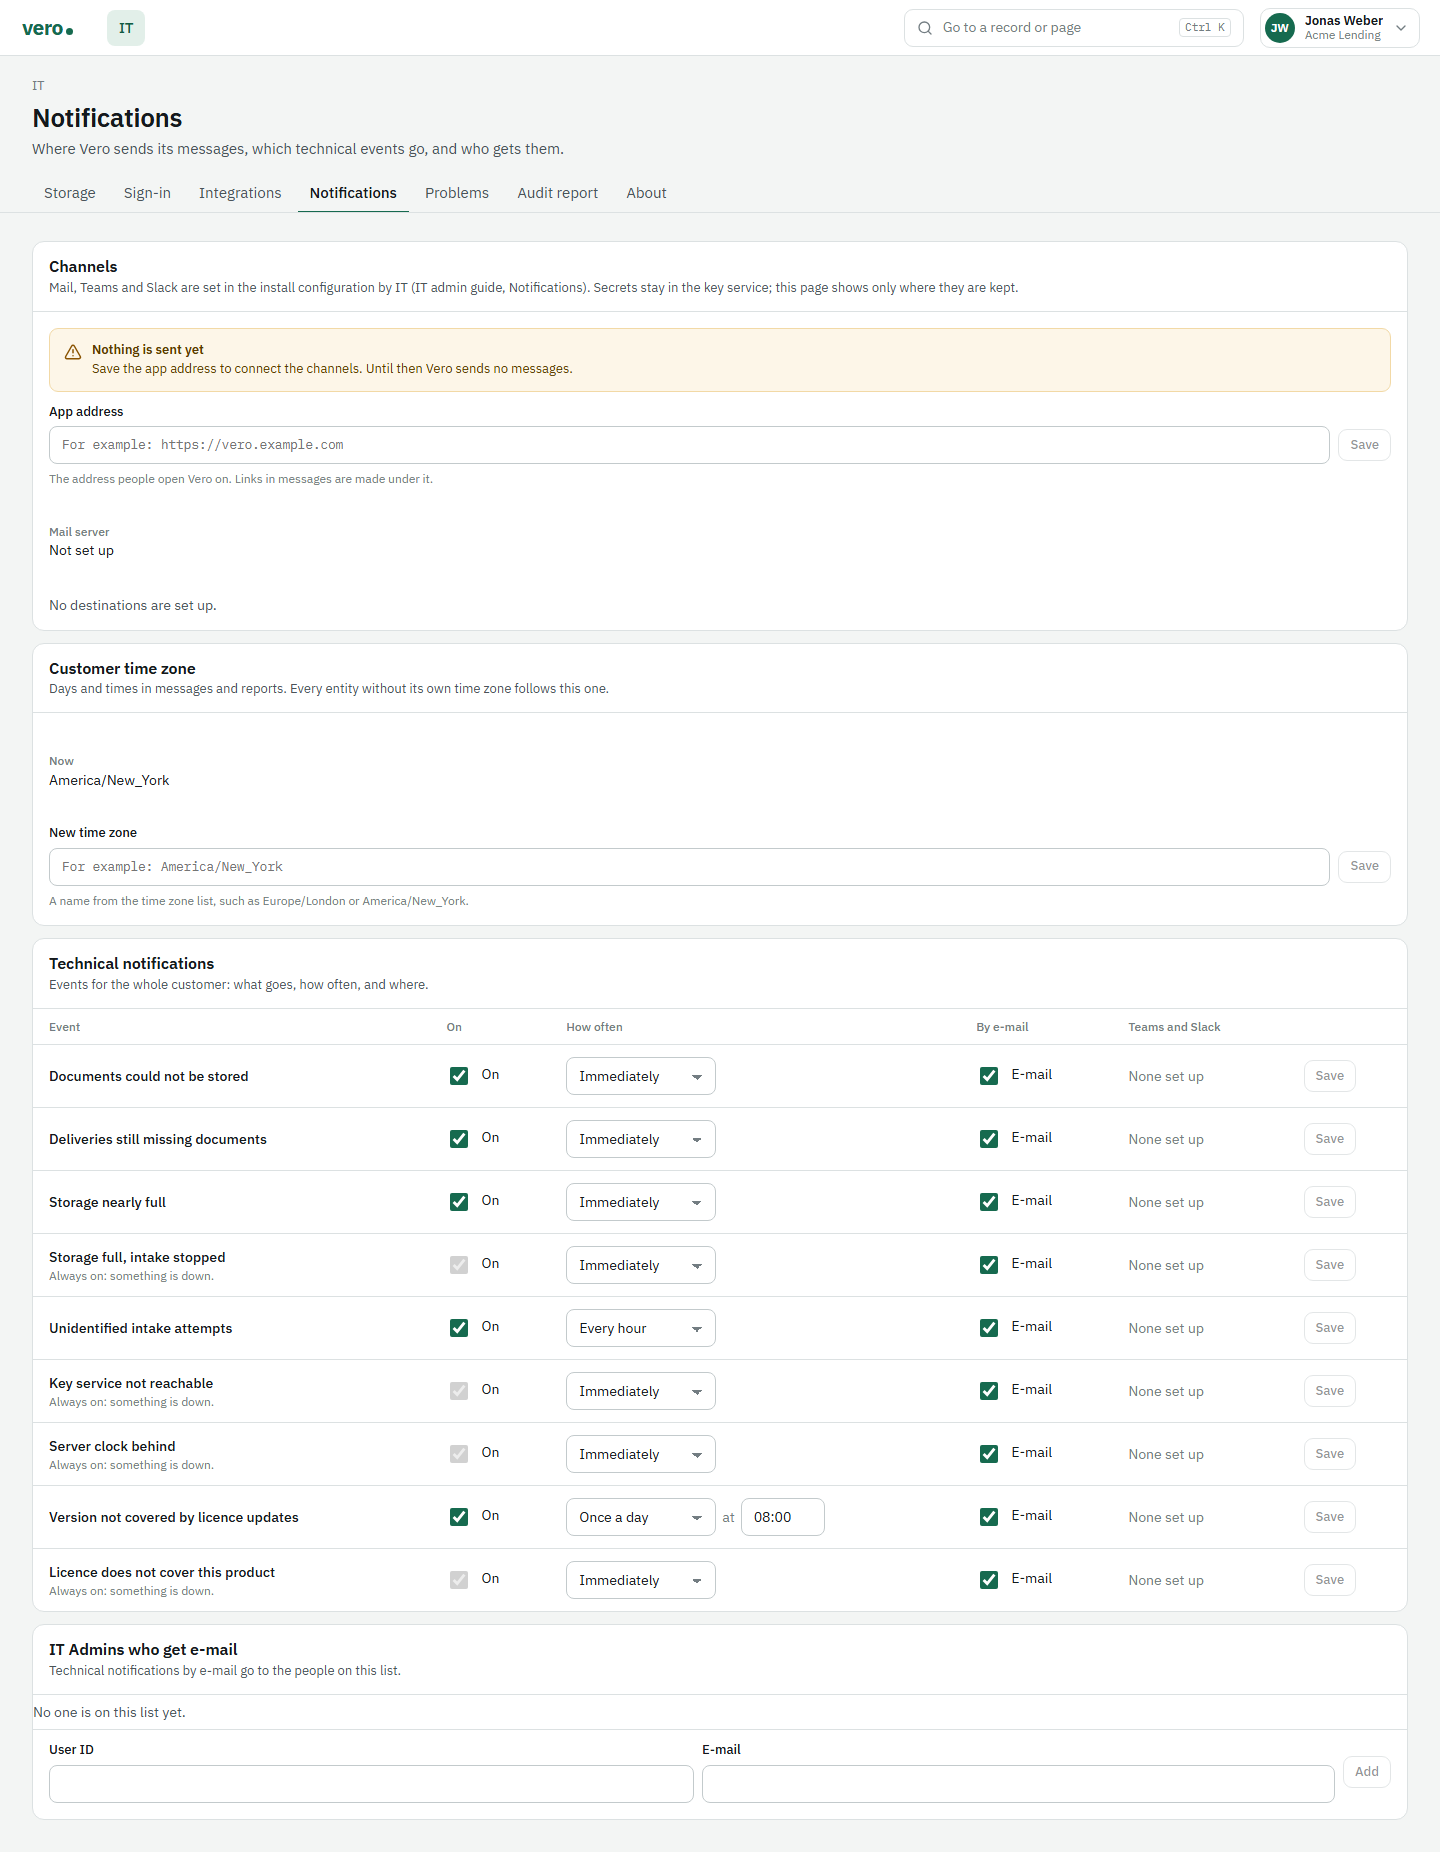 vero
IT
Go to a record or page
Ctrl K
JW
Jonas Weber
Acme Lending
IT
Notifications
Where Vero sends its messages, which technical events go, and who gets them.
Storage
Sign-in
Integrations
Notifications
Problems
Audit report
About
Channels
Mail, Teams and Slack are set in the install configuration by IT (IT admin guide, Notifications). Secrets stay in the key service; this page shows only where they are kept.
Nothing is sent yet
Save the app address to connect the channels. Until then Vero sends no messages.
App address
For example: https://vero.example.com
Save
The address people open Vero on. Links in messages are made under it.
Mail server
Not set up
No destinations are set up.
Customer time zone
Days and times in messages and reports. Every entity without its own time zone follows this one.
Now
America/New_York
New time zone
For example: America/New_York
Save
A name from the time zone list, such as Europe/London or America/New_York.
Technical notifications
Events for the whole customer: what goes, how often, and where.
Event
On
How often
By e-mail
Teams and Slack
Documents could not be stored
On
Immediately
E-mail
None set up
Save
Deliveries still missing documents
On
Immediately
E-mail
None set up
Save
Storage nearly full
On
Immediately
E-mail
None set up
Save
Storage full, intake stopped
Always on: something is down.
On
Immediately
E-mail
None set up
Save
Unidentified intake attempts
On
Every hour
E-mail
None set up
Save
Key service not reachable
Always on: something is down.
On
Immediately
E-mail
None set up
Save
Server clock behind
Always on: something is down.
On
Immediately
E-mail
None set up
Save
Version not covered by licence updates
On
Once a day
at
08:00
E-mail
None set up
Save
Licence does not cover this product
Always on: something is down.
On
Immediately
E-mail
None set up
Save
IT Admins who get e-mail
Technical notifications by e-mail go to the people on this list.
No one is on this list yet.
User ID
E-mail
Add